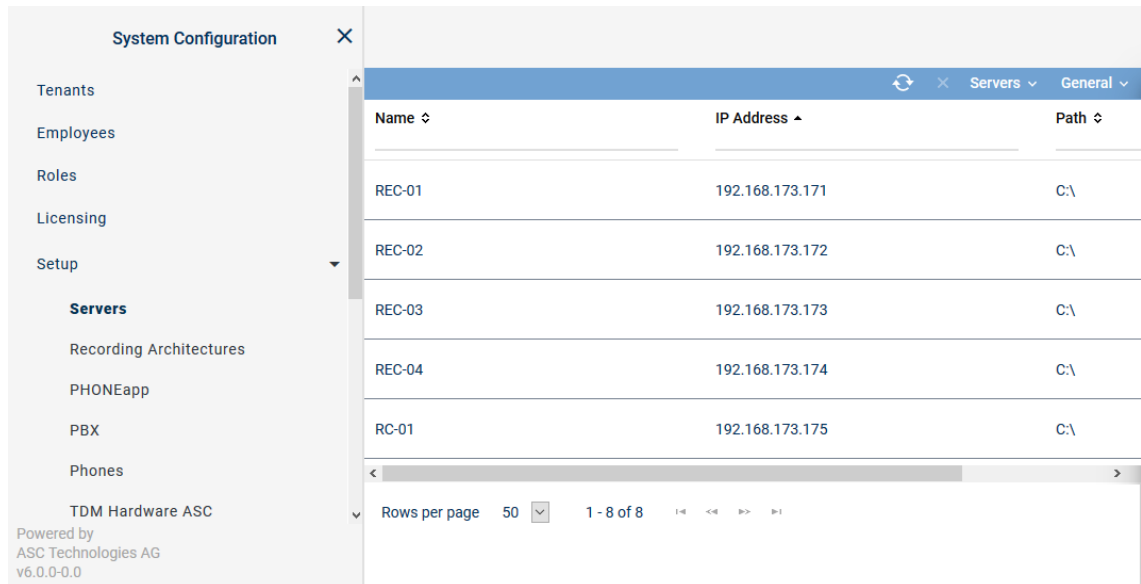 System Configuration
Tenants
Employees
Roles
Licensing
Setup
Servers
Recording Architectures
PHONEapp
PBX
Phones
TDM Hardware ASC
Powered by
ASC Technologies AG
v6.0.0-0.0
Servers General
Name IP Address Path
REC-01 192.168.173.171 C:\
REC-02 192.168.173.172 C:\
REC-03 192.168.173.173 C:\
REC-04 192.168.173.174 C:\
RC-01 192.168.173.175 C:\
Rows per page 50 1 - 8 of 8